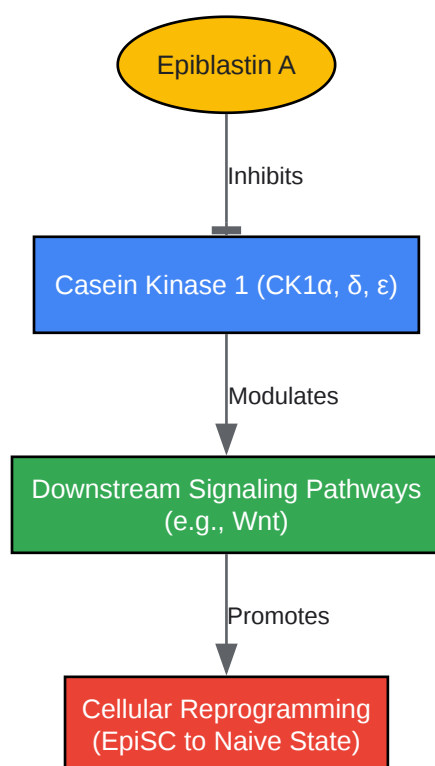 Epiblastin A
Inhibits
Casein Kinase 1 (CK1α, δ, ε)
Modulates
Downstream Signaling Pathways
(e.g., Wnt)
Promotes
Cellular Reprogramming
(EpiSC to Naive State)